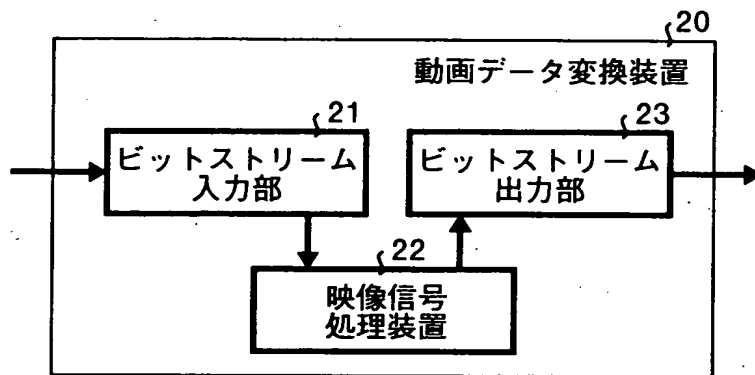 20
動画データ変換装置
21
ビットストリーム
入力部
23
ビットストリーム
出力部
22
映像信号
処理装置